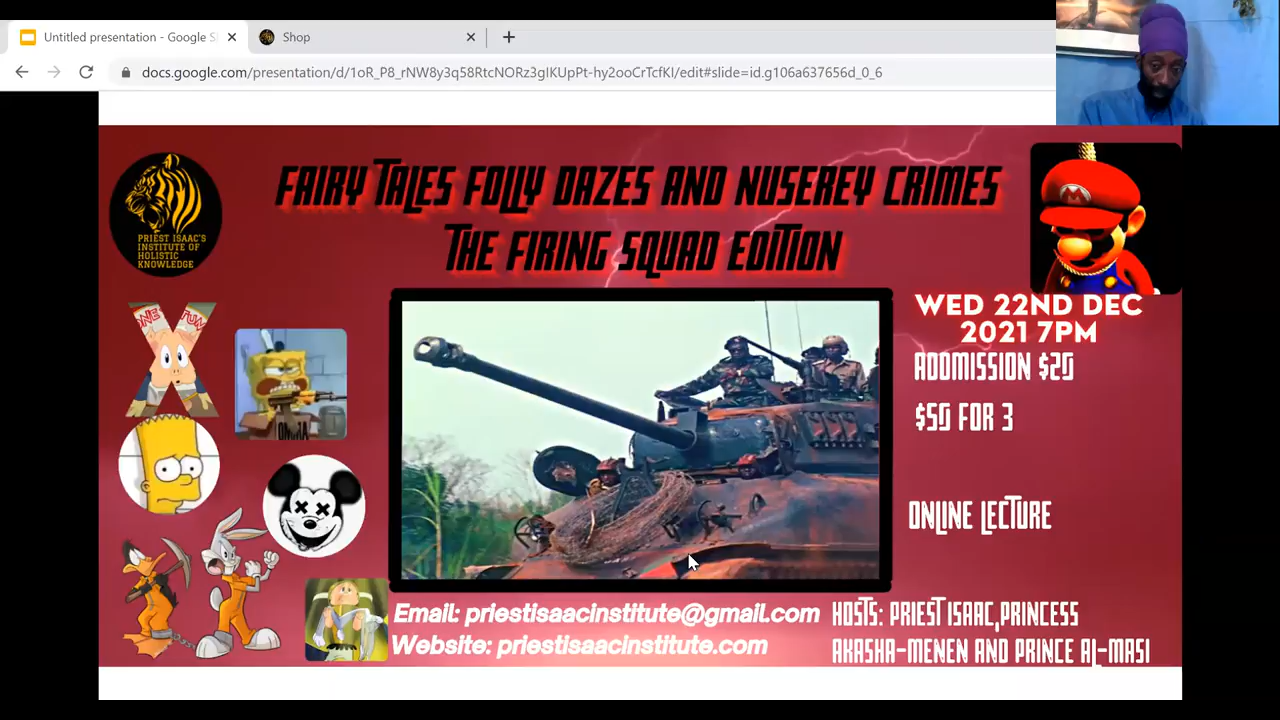 Untitled presentation - Google S
Shop
docs.google.com/presentation/d/1oR_P8_rNW8y3g58RtcNORz3gIKUpPt-hy2ooCrTcfKI/edit#slide=id.g106a637656d_0_6
FAIRY TALES FOLLY DAZES AND NUSEREY CRIMES
THE FIRING SQUAD EDITION
PRIEST ISAAC'S
INSTITUTE OF
HOLISTIC
KNOWLEDGE
M
WED 22ND DEC
2021 7PM
ADDMISSION $20
$50 FOR 3
ONLINE LECTURE
Email: priestisaacinstitute@gmail.com
Website: priestisaacinstitute.com
HOSTS: PRIEST ISAAC,PRINCESS
AKASHA-MENEN AND PRINCE AL-MASI